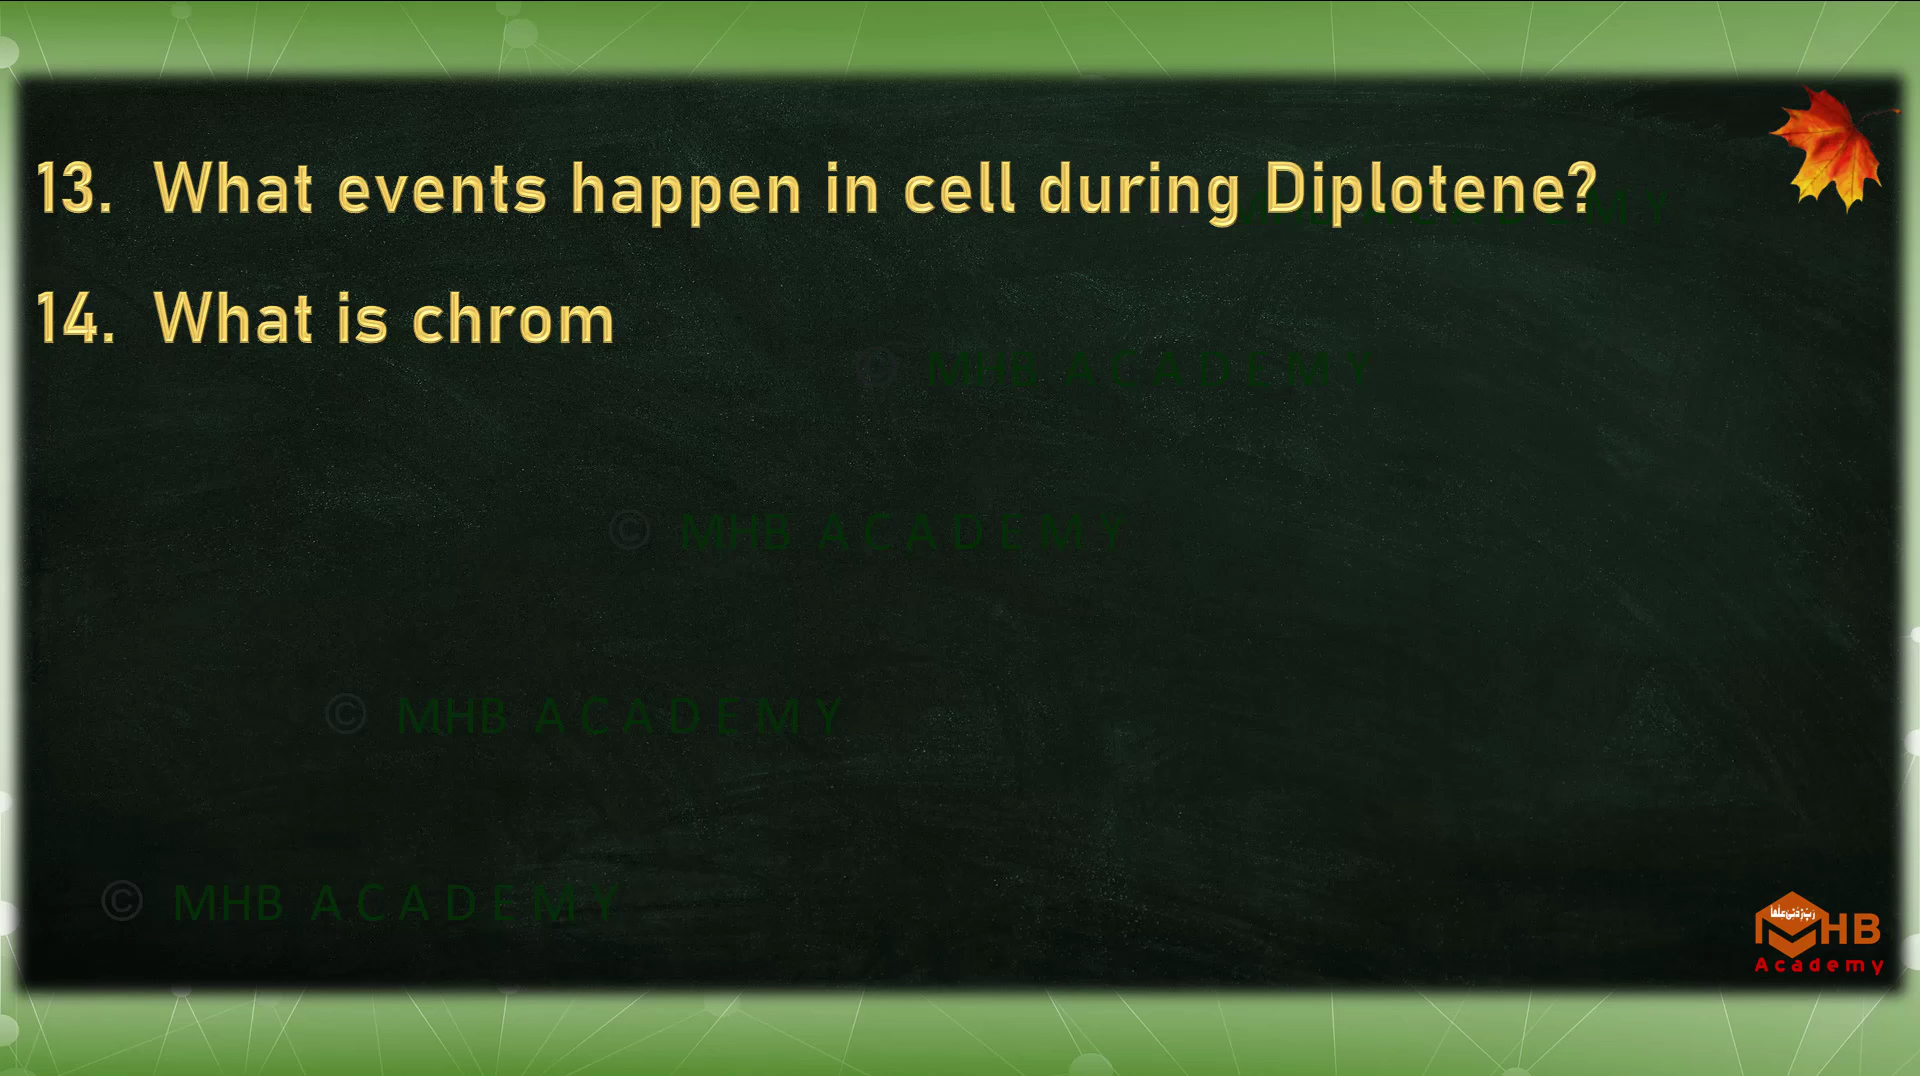 13. What events happen in cell during Diplotene?
14. What is chrom
© MHB ACADEMY
© MHB ACADEMY
© MHB ACADEMY
© MHB ACADEMY
MHB
Academy